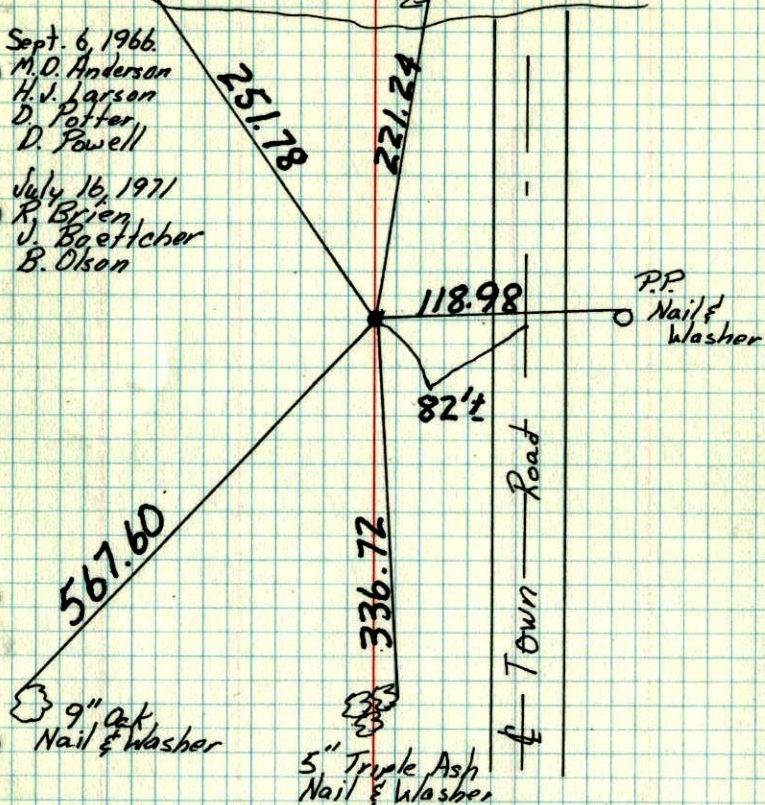 Sept. 6, 1966.
M.D. Anderson
H.J. Larson
D. Potter
D. Powell
July 16, 1971
R. Brien
J. Boettcher
B. Olson
251.78
221.24
118.98
P.P.
Nail &
Washer
82'±
567.60
336.72
℄ Town Road
9" Oak
Nail & Washer
5" Triple Ash
Nail & Washer